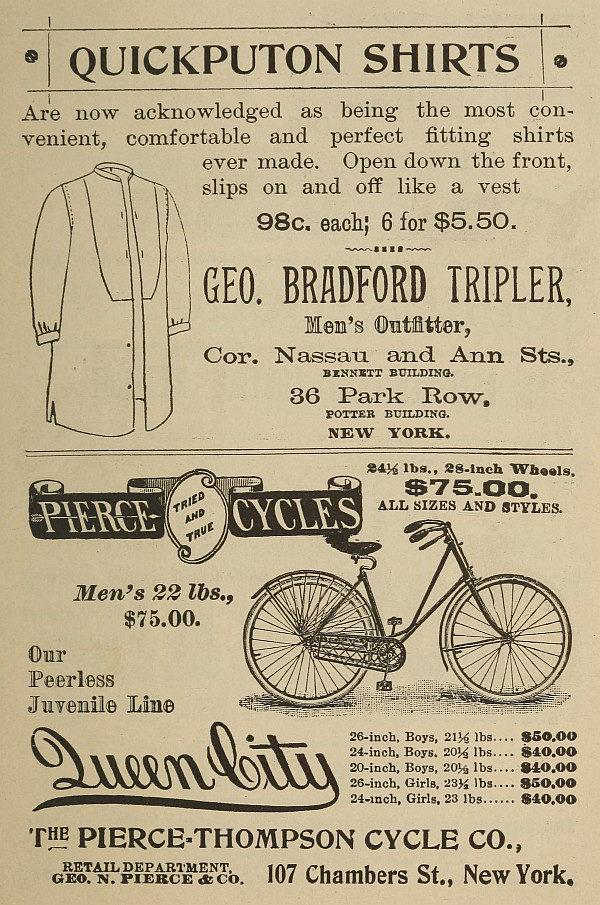 QUICKPUTON SHIRTS
Are now acknowledged as being the most con-
venient, comfortable and perfect fitting shirts
ever made. Open down the front,
slips on and off like a vest
98c. each; 6 for $5.50.
GEO. BRADFORD TRIPLER,
Men's Outfitter,
Cor. Nassau and Ann Sts.,
BENNETT BUILDING.
36 Park Row.
POTTER BUILDING.
NEW YORK.
PIERCE TRIED AND TRUE CYCLES
24½ lbs., 28-inch Wheels.
$75.00.
ALL SIZES AND STYLES.
Men's 22 lbs.,
$75.00.
Our
Peerless
Juvenile Line
Queen City
26-inch, Boys, 21½ lbs.... $50.00
24-inch, Boys. 20½ lbs.... $40.00
20-inch, Boys, 20½ lbs.... $40.00
26-inch, Girls, 23½ lbs.... $50.00
24-inch, Girls, 23 lbs...... $40.00
THE PIERCE-THOMPSON CYCLE CO.,
RETAIL DEPARTMENT,
GEO. N. PIERCE & CO.
107 Chambers St., New York.